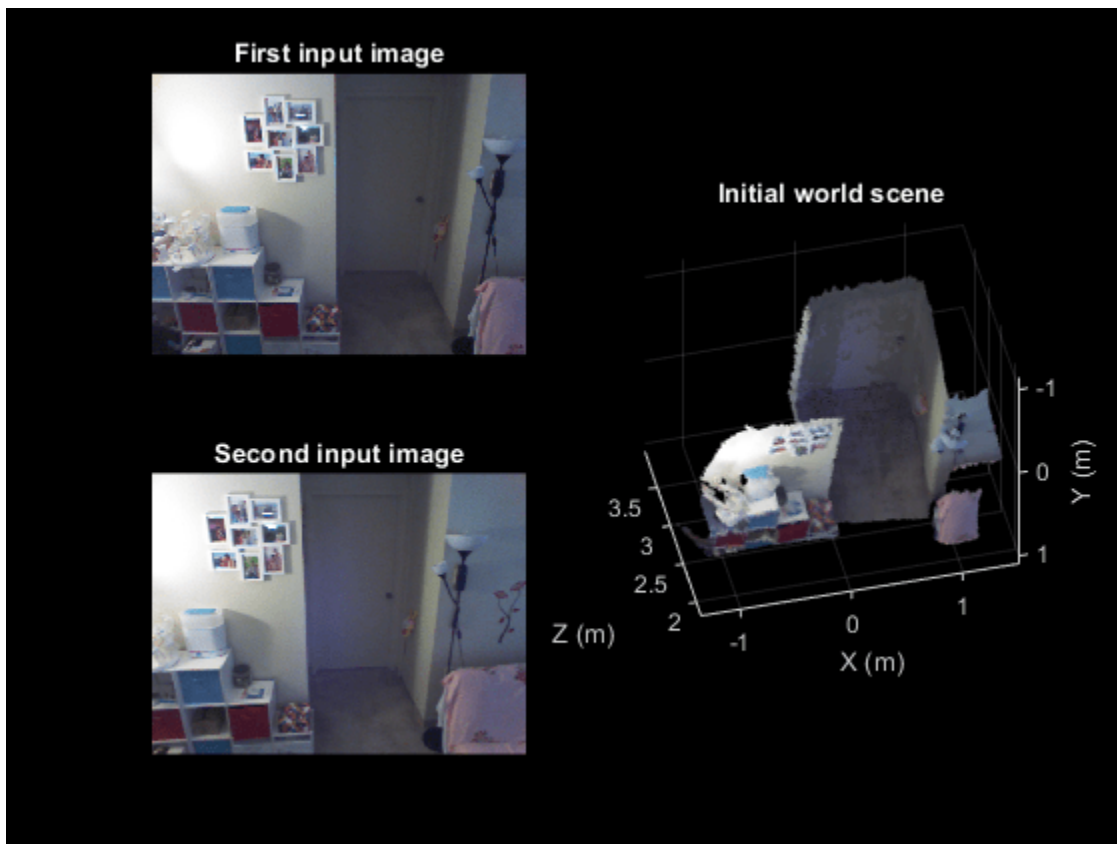 First input image
Second input image
Initial world scene
-1
0
1
Y (m)
3.5
3
2.5
2
Z (m)
-1
0
1
X (m)